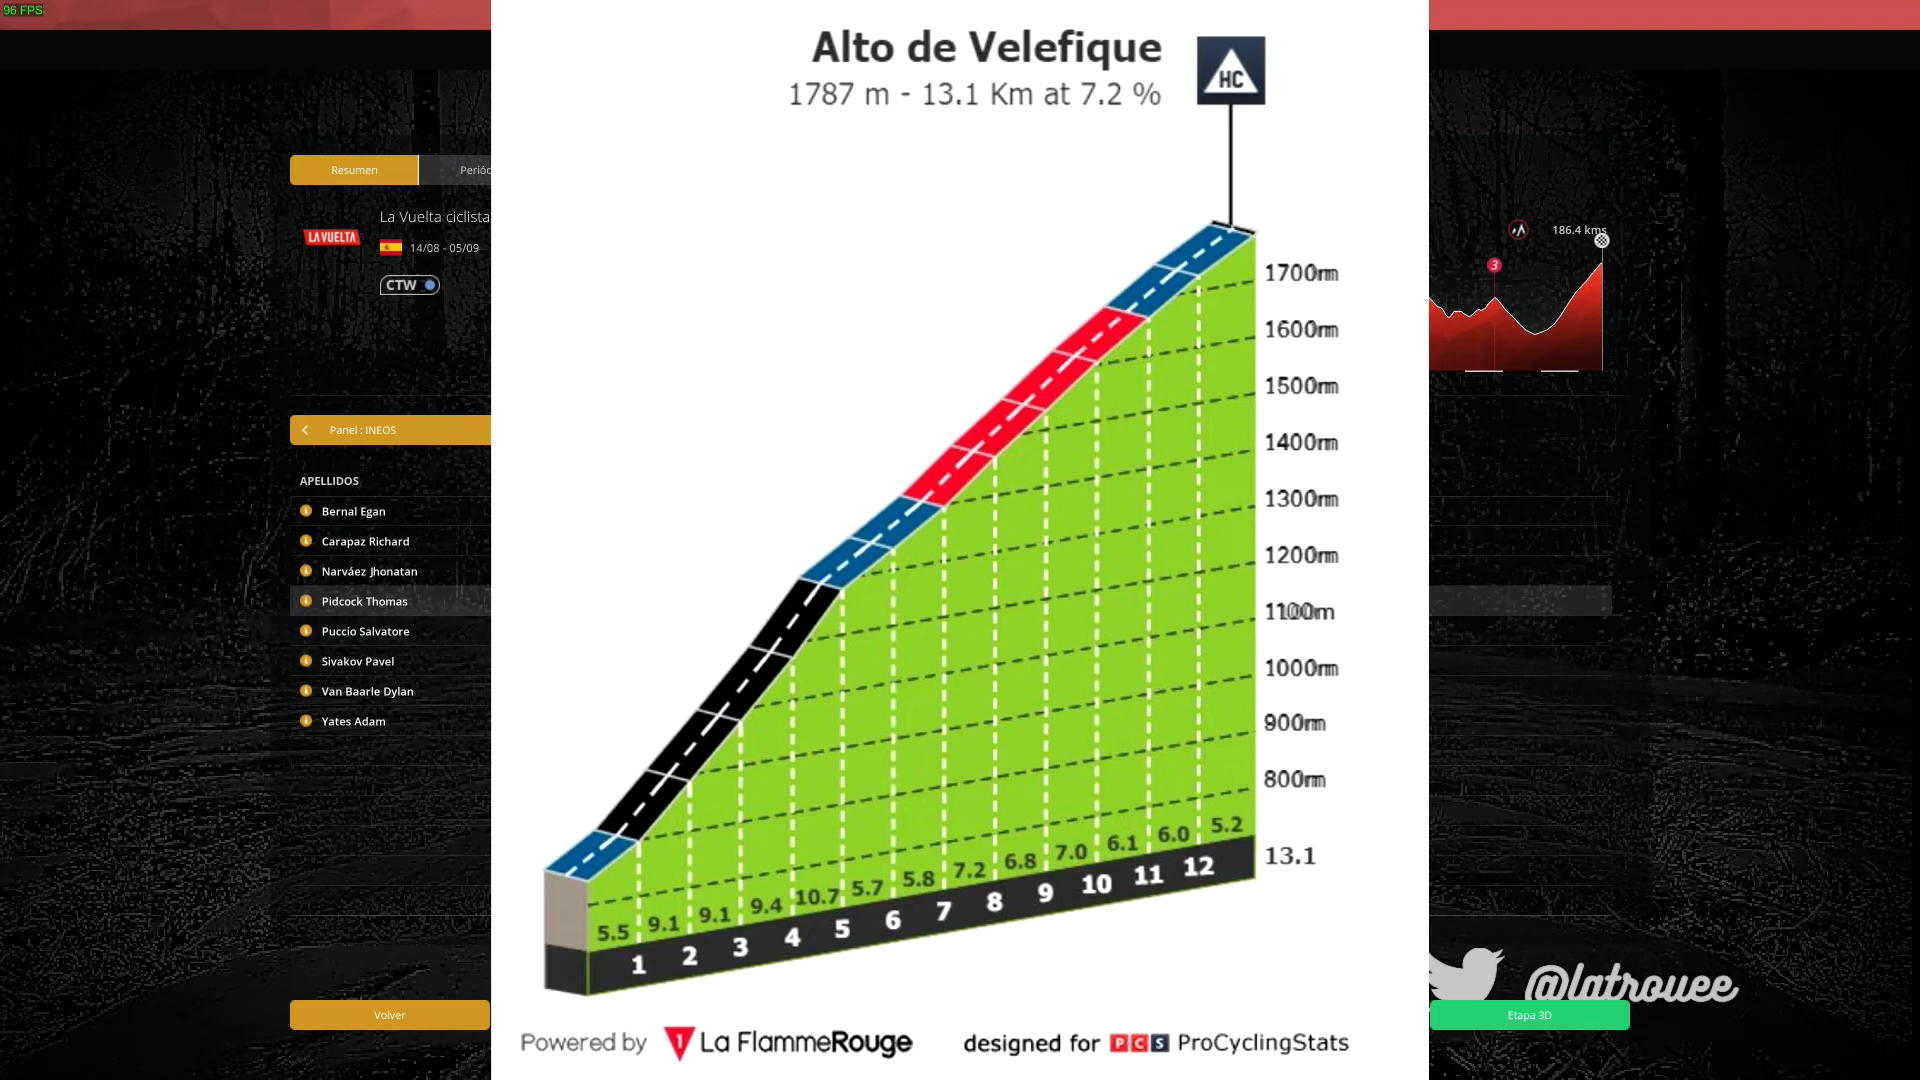 96 FPS
Alto de Velefique
1787 m - 13.1 Km at 7.2 %
HC
Resumen
Periód
La Vuelta ciclista
LA VUELTA
14/08 - 05/09
CTW
186.4 kms
3
Panel : INEOS
APELLIDOS
Bernal Egan
Carapaz Richard
Narváez Jhonatan
Pidcock Thomas
Puccio Salvatore
Sivakov Pavel
Van Baarle Dylan
Yates Adam
1700m
1600m
1500m
1400m
1300m
1200m
1100m
1000m
900m
800m
13.1
5.5 9.1 9.1 9.4 10.7 5.7 5.8 7.2 6.8 7.0 6.1 6.0 5.2
1 2 3 4 5 6 7 8 9 10 11 12
@latrouee
Volver
Etapa 3D
Powered by 1 La FlammeRouge designed for PCS ProCyclingStats